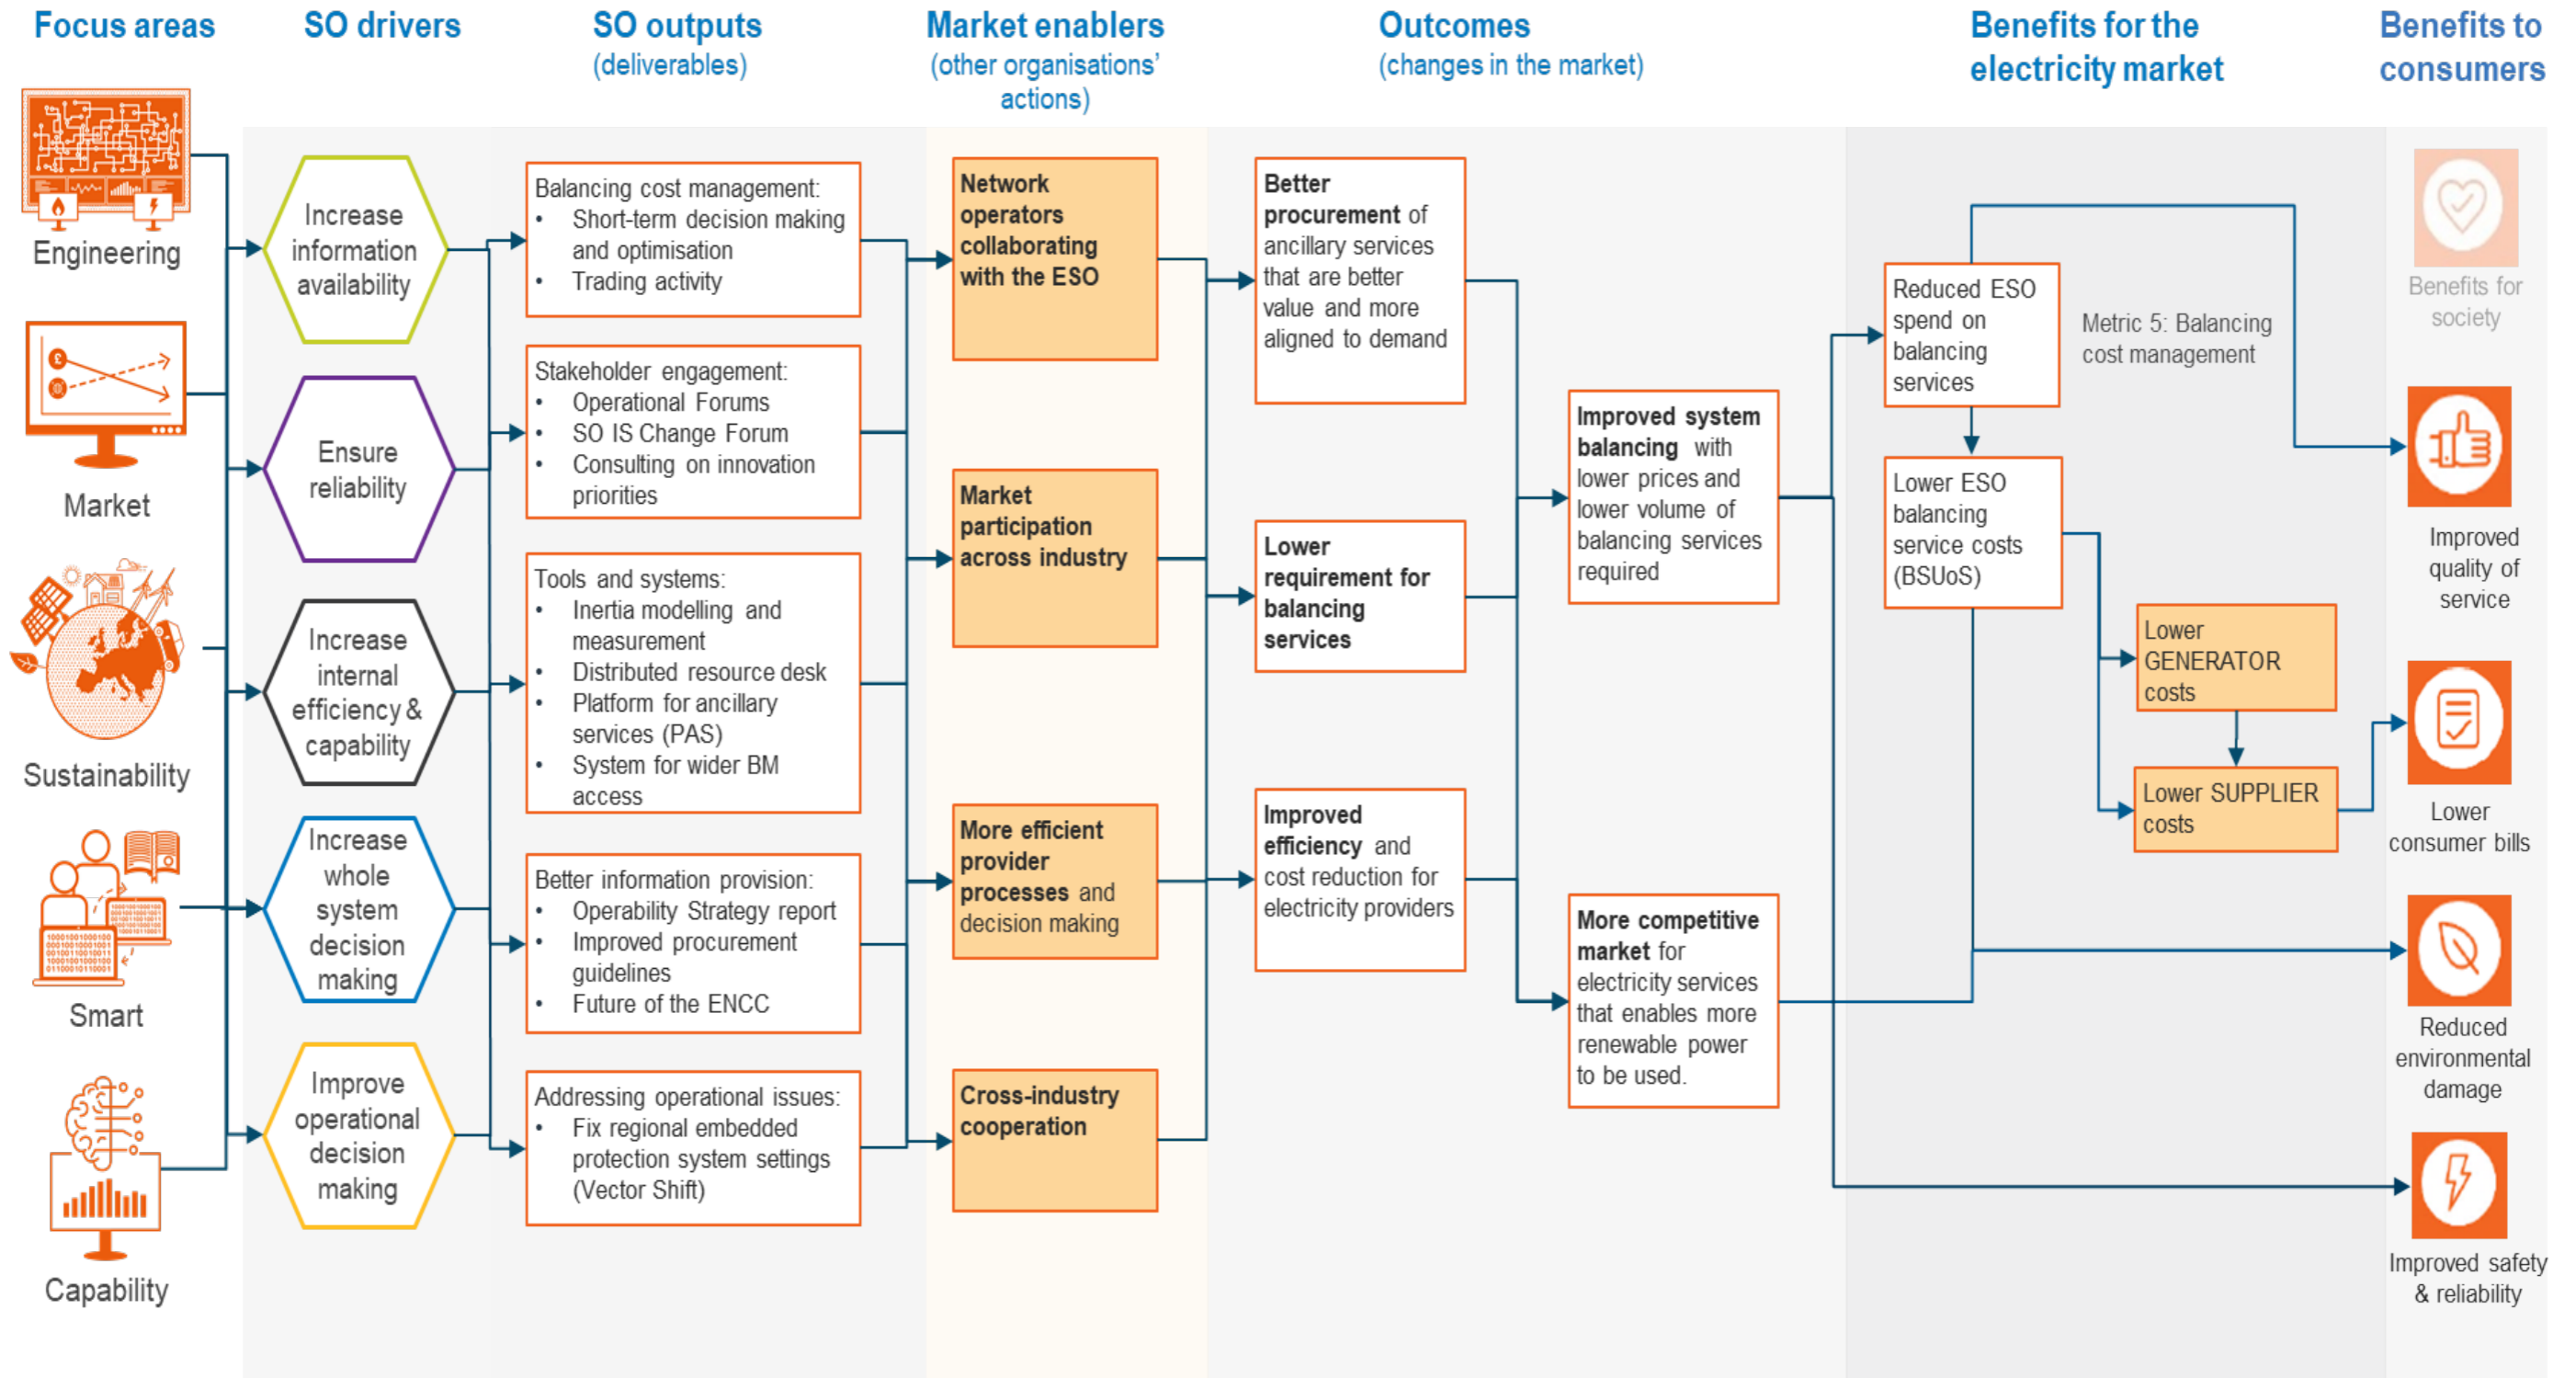 Focus areas
SO drivers
SO outputs
(deliverables)
Market enablers
(other organisations'
actions)
Outcomes
(changes in the market)
Benefits for the
electricity market
Benefits to
consumers
Engineering
Market
Sustainability
Smart
Capability
Increase
information
availability
Ensure
reliability
Increase
internal
efficiency &
capability
Increase
whole
system
decision
making
Improve
operational
decision
making
Balancing cost management:
• Short-term decision making
and optimisation
• Trading activity
Stakeholder engagement:
• Operational Forums
• SO IS Change Forum
• Consulting on innovation
priorities
Tools and systems:
• Inertia modelling and
measurement
• Distributed resource desk
• Platform for ancillary
services (PAS)
• System for wider BM
access
Better information provision:
• Operability Strategy report
• Improved procurement
guidelines
• Future of the ENCC
Addressing operational issues:
• Fix regional embedded
protection system settings
(Vector Shift)
Network
operators
collaborating
with the ESO
Market
participation
across industry
More efficient
provider
processes and
decision making
Cross-industry
cooperation
Better
procurement of
ancillary services
that are better
value and more
aligned to demand
Lower
requirement for
balancing
services
Improved
efficiency and
cost reduction for
electricity providers
Improved system
balancing with
lower prices and
lower volume of
balancing services
required
More competitive
market for
electricity services
that enables more
renewable power
to be used.
Reduced ESO
spend on
balancing
services
Metric 5: Balancing
cost management
Lower ESO
balancing
service costs
(BSUoS)
Lower
GENERATOR
costs
Lower SUPPLIER
costs
Benefits for
society
Improved
quality of
service
Lower
consumer bills
Reduced
environmental
damage
Improved safety
& reliability